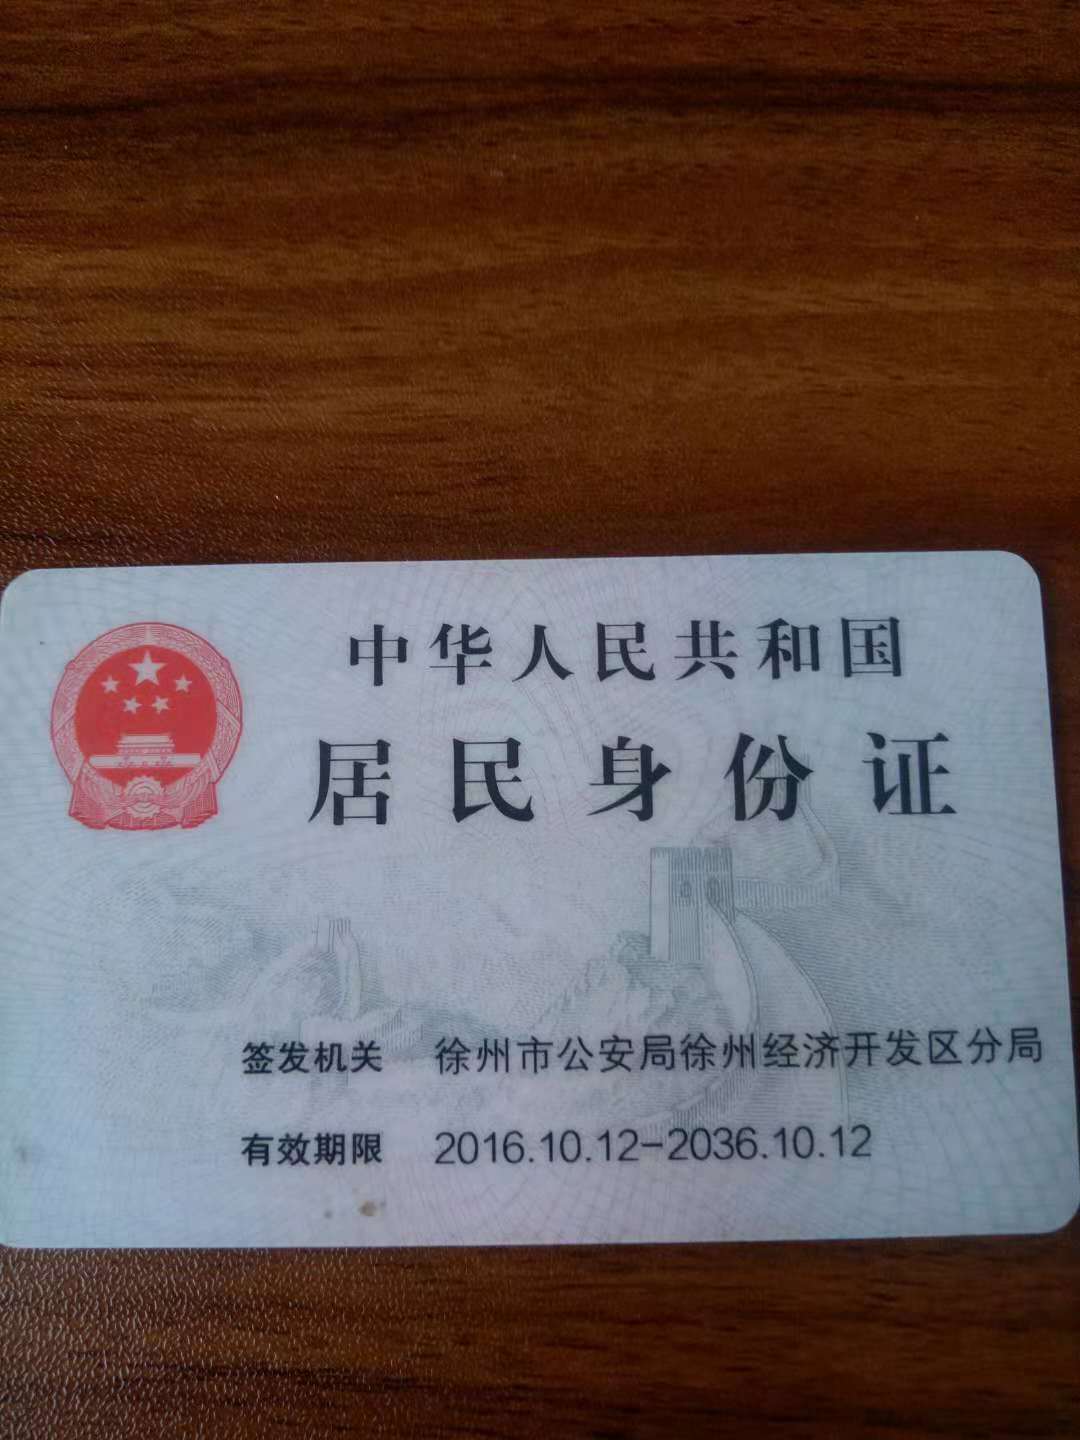 中华人民共和国
居民身份证
签发机关 徐州市公安局徐州经济开发区分局
有效期限 2016.10.12-2036.10.12